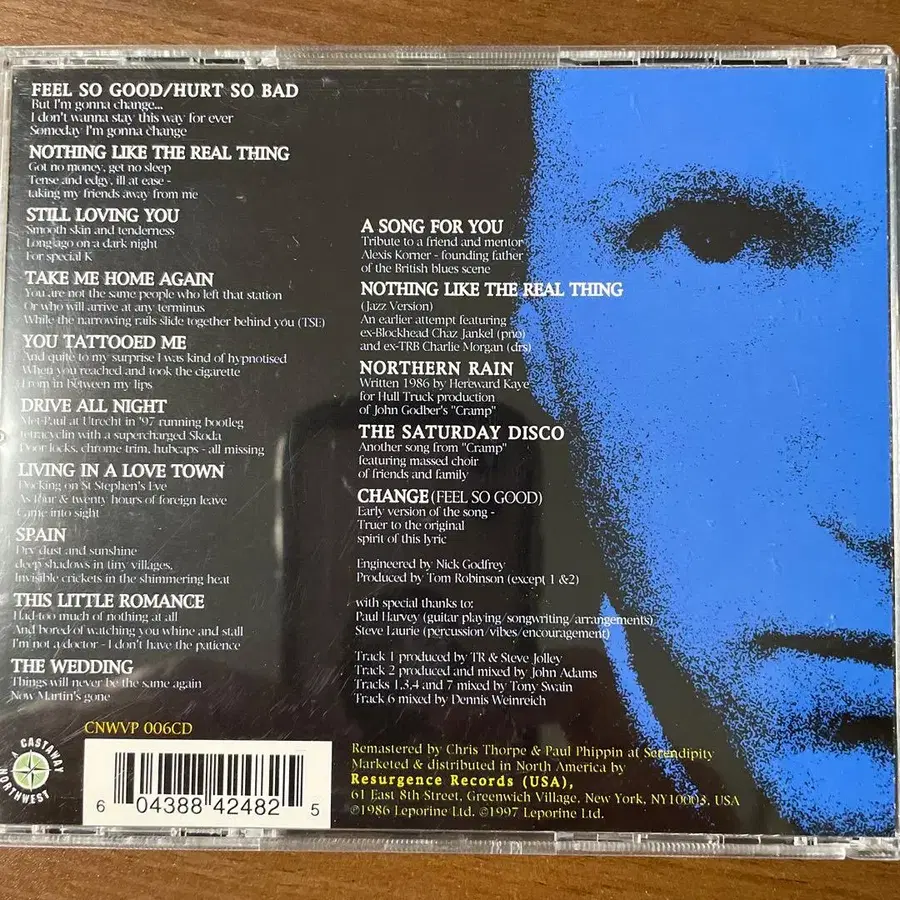 FEEL SO GOOD/HURT SO BAD
But I'm gonna change...
I don't wanna stay this way for ever
Someday I'm gonna change
NOTHING LIKE THE REAL THING
Got no money, get no sleep
Tense and edgy, ill at ease -
taking my friends away from me
STILL LOVING YOU
Smooth skin and tenderness
Long ago on a dark night
For special K
TAKE ME HOME AGAIN
You are not the same people who left that station
Or who will arrive at any terminus
While the narrowing rails slide together behind you (TSE)
YOU TATTOOED ME
And quite to my surprise I was kind of hypnotised
When you reached and took the cigarette
From in between my lips
DRIVE ALL NIGHT
Met Paul at Utrecht in '97 running bootleg
Tetracyclin with a supercharged Skoda
Door locks, chrome trim, hubcaps - all missing
LIVING IN A LOVE TOWN
Docking on St Stephen's Eve
As four & twenty hours of foreign leave
Came into sight
SPAIN
Dry dust and sunshine
deep shadows in tiny villages,
Invisible crickets in the shimmering heat
THIS LITTLE ROMANCE
Had too much of nothing at all
And bored of watching you whine and stall
I'm not a doctor - I don't have the patience
THE WEDDING
Things will never be the same again
Now Martin's gone
A SONG FOR YOU
Tribute to a friend and mentor
Alexis Korner - founding father
of the British blues scene
NOTHING LIKE THE REAL THING
(Jazz Version)
An earlier attempt featuring
ex-Blockhead Chaz Jankel (pno)
and ex-TRB Charlie Morgan (drs)
NORTHERN RAIN
Written 1986 by Hereward Kaye
for Hull Truck production
of John Godber's "Cramp"
THE SATURDAY DISCO
Another song from "Cramp"
featuring massed choir
of friends and family
CHANGE (FEEL SO GOOD)
Early version of the song -
Truer to the original
spirit of this lyric
Engineered by Nick Godfrey
Produced by Tom Robinson (except 1 &2)
with special thanks to:
Paul Harvey (guitar playing/songwriting/arrangements)
Steve Laurie (percussion/vibes/encouragement)
Track 1 produced by TR & Steve Jolley
Track 2 produced and mixed by John Adams
Tracks 1,3,4 and 7 mixed by Tony Swain
Track 6 mixed by Dennis Weinreich
CNWVP 006CD
A CASTAWAY
NORTHWEST
6 04388 42482 5
Remastered by Chris Thorpe & Paul Phippin at Serendipity
Marketed & distributed in North America by
Resurgence Records (USA),
61 East 8th Street, Greenwich Village, New York, NY10003, USA
℗1986 Leporine Ltd. ©1997 Leporine Ltd.